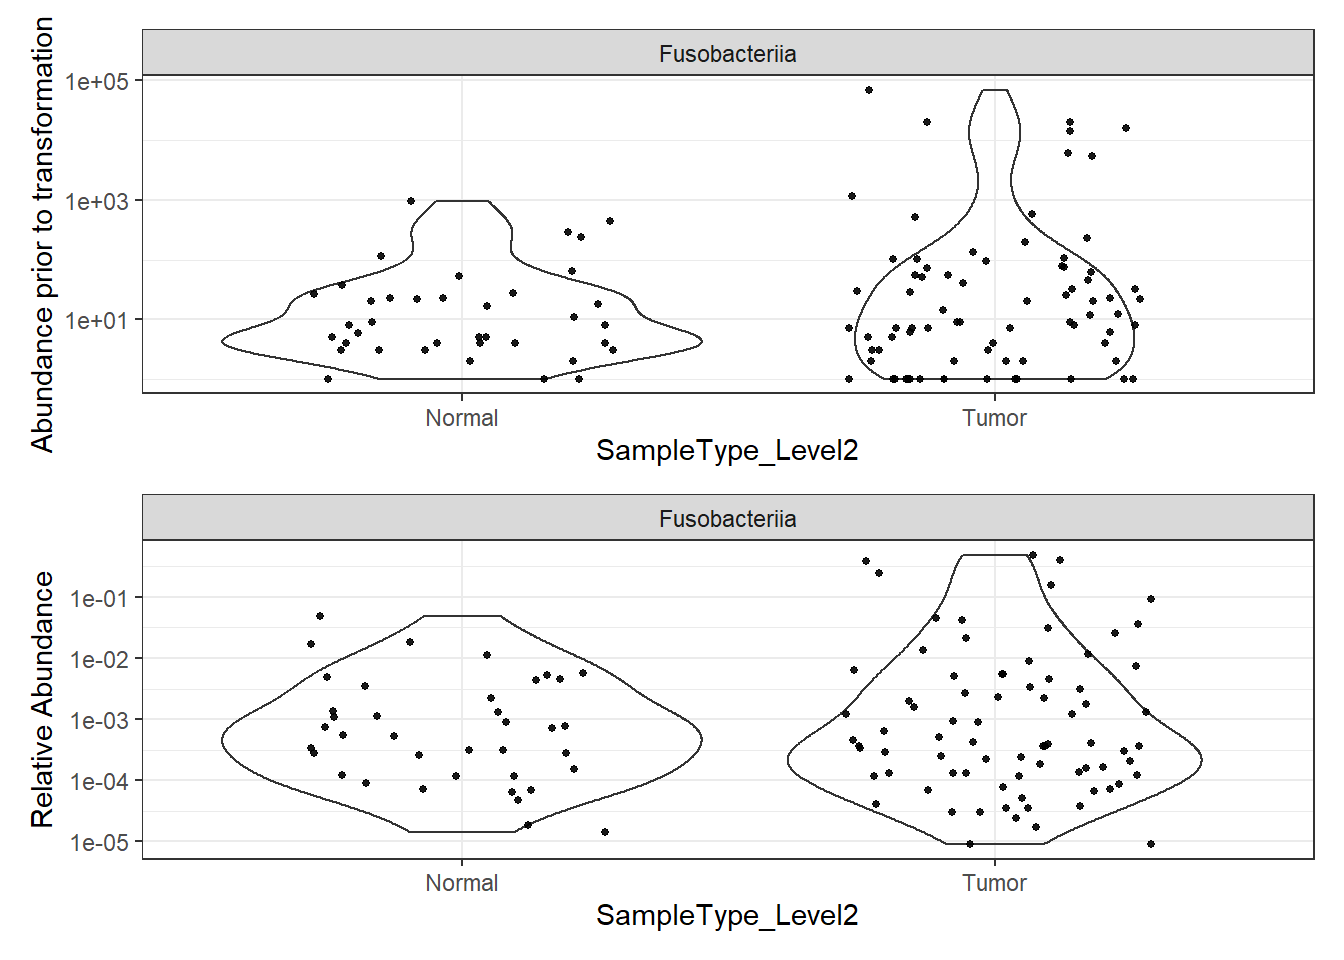 Fusobacteriia
Abundance prior to transformation
1e+05
1e+03
1e+01
Normal
Tumor
SampleType_Level2
Fusobacteriia
Relative Abundance
1e-01
1e-02
1e-03
1e-04
1e-05
Normal
Tumor
SampleType_Level2